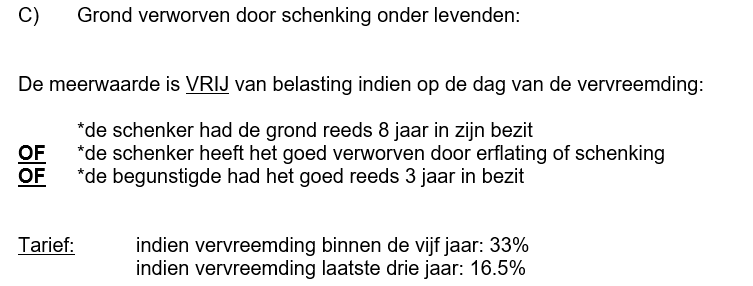 C) Grond verworven door schenking onder levenden:
De meerwaarde is VRIJ van belasting indien op de dag van de vervreemding:
*de schenker had de grond reeds 8 jaar in zijn bezit
OF *de schenker heeft het goed verworven door erflating of schenking
OF *de begunstigde had het goed reeds 3 jaar in bezit
Tarief: indien vervreemding binnen de vijf jaar: 33%
indien vervreemding laatste drie jaar: 16.5%